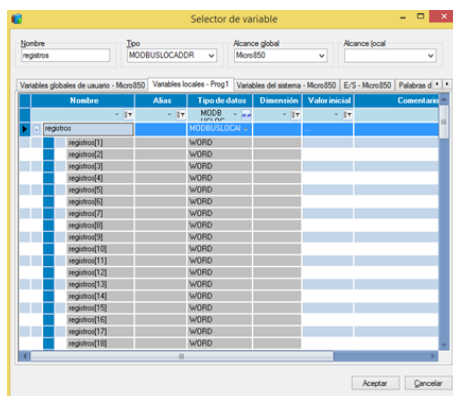 Selector de variable
Nombre Tipo Alcance global Alcance local
registros MODBUSLOCADDR Micro850
Variables globales de usuario - Micro850 Variables locales - Prog1 Variables del sistema - Micro850 E/S - Micro850 Palabras d
Nombre Alias Tipo de datos Dimensión Valor inicial Comentario
MODB
registros MODBUSLOCAI ...
registros[1] WORD
registros[2] WORD
registros[3] WORD
registros[4] WORD
registros[5] WORD
registros[6] WORD
registros[7] WORD
registros[8] WORD
registros[9] WORD
registros[10] WORD
registros[11] WORD
registros[12] WORD
registros[13] WORD
registros[14] WORD
registros[15] WORD
registros[16] WORD
registros[17] WORD
registros[18] WORD
Aceptar Cancelar